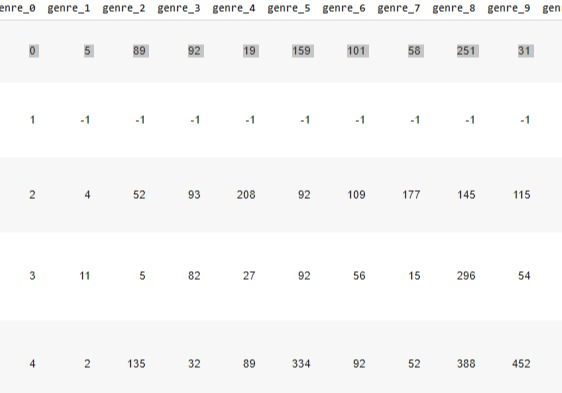 enre_0 genre_1 genre_2 genre_3 genre_4 genre_5 genre_6 genre_7 genre_8 genre_9 gen
0 5 89 92 19 159 101 58 251 31
1 -1 -1 -1 -1 -1 -1 -1 -1 -1
2 4 52 93 208 92 109 177 145 115
3 11 5 82 27 92 56 15 296 54
4 2 135 32 89 334 92 52 388 452